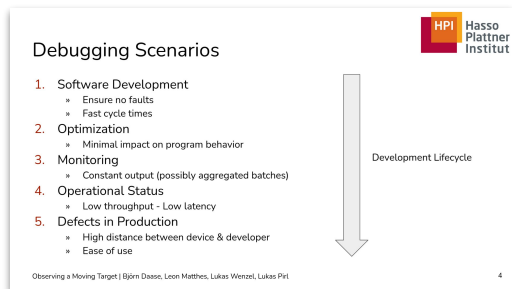 HPI
Hasso
Plattner
Institut
Debugging Scenarios
1. Software Development
» Ensure no faults
» Fast cycle times
2. Optimization
» Minimal impact on program behavior
3. Monitoring
» Constant output (possibly aggregated batches)
4. Operational Status
» Low throughput - Low latency
5. Defects in Production
» High distance between device & developer
» Ease of use
Development Lifecycle
Observing a Moving Target | Björn Daase, Leon Matthes, Lukas Wenzel, Lukas Pirl
4